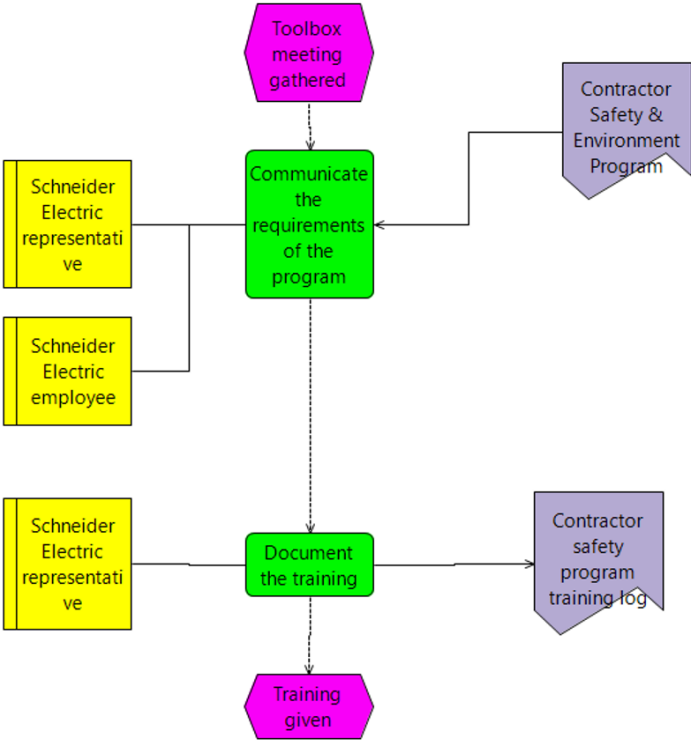 Toolbox
meeting
gathered
Contractor
Safety &
Environment
Program
Communicate
the
requirements
of the
program
Schneider
Electric
representati
ve
Schneider
Electric
employee
Schneider
Electric
representati
ve
Document
the training
Contractor
safety
program
training log
Training
given